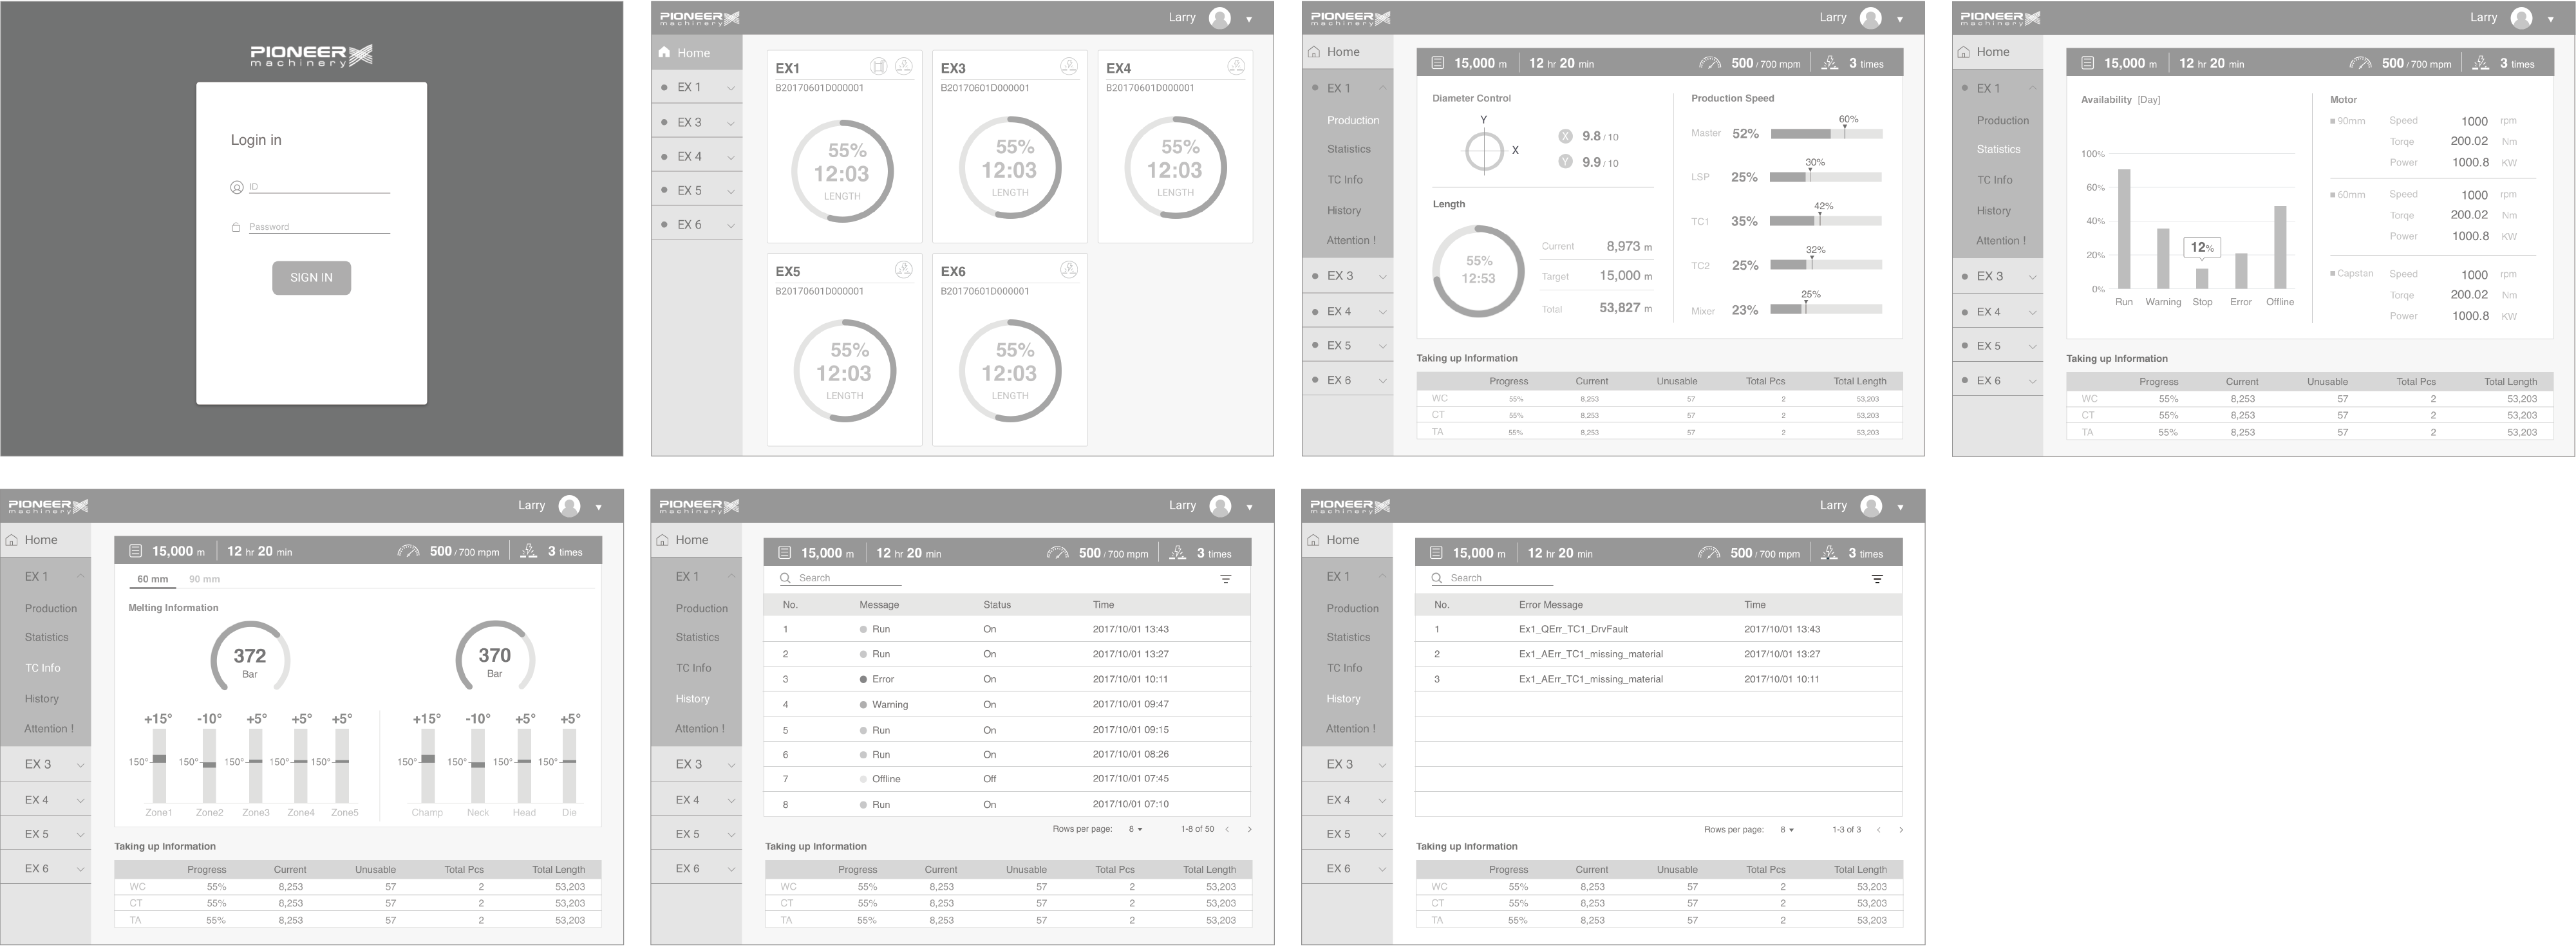 PIONEER
machinery
Login in
ID
Password
SIGN IN
PIONEER
machinery
Larry
Home
EX 1
EX 3
EX 4
EX 5
EX 6
EX1
B20170601D000001
55%
12:03
LENGTH
EX3
B20170601D000001
55%
12:03
LENGTH
EX4
B20170601D000001
55%
12:03
LENGTH
EX5
B20170601D000001
55%
12:03
LENGTH
EX6
B20170601D000001
55%
12:03
LENGTH
PIONEER
machinery
Larry
Home
EX 1
Production
Statistics
TC Info
History
Attention !
EX 3
EX 4
EX 5
EX 6
15,000 m 12 hr 20 min 500 / 700 mpm 3 times
Diameter Control
Y
X
X 9.8 / 10
Y 9.9 / 10
Length
55%
12:53
Current 8,973 m
Target 15,000 m
Total 53,827 m
Production Speed
60%
Master 52%
30%
LSP 25%
42%
TC1 35%
32%
TC2 25%
25%
Mixer 23%
Taking up Information
Progress Current Unusable Total Pcs Total Length
WC 55% 8,253 57 2 53,203
CT 55% 8,253 57 2 53,203
TA 55% 8,253 57 2 53,203
PIONEER
machinery
Larry
Home
EX 1
Production
Statistics
TC Info
History
Attention !
EX 3
EX 4
EX 5
EX 6
15,000 m 12 hr 20 min 500 / 700 mpm 3 times
Availability [Day]
100%
60%
40%
20%
0%
12%
Run Warning Stop Error Offline
Motor
90mm Speed 1000 rpm
Torqe 200.02 Nm
Power 1000.8 KW
60mm Speed 1000 rpm
Torqe 200.02 Nm
Power 1000.8 KW
Capstan Speed 1000 rpm
Torqe 200.02 Nm
Power 1000.8 KW
Taking up Information
Progress Current Unusable Total Pcs Total Length
WC 55% 8,253 57 2 53,203
CT 55% 8,253 57 2 53,203
TA 55% 8,253 57 2 53,203
PIONEER
machinery
Larry
Home
EX 1
Production
Statistics
TC Info
History
Attention !
EX 3
EX 4
EX 5
EX 6
15,000 m 12 hr 20 min 500 / 700 mpm 3 times
60 mm 90 mm
Melting Information
372
Bar
370
Bar
+15° -10° +5° +5° +5°
150° 150° 150° 150° 150°
Zone1 Zone2 Zone3 Zone4 Zone5
+15° -10° +5° +5°
150° 150° 150° 150°
Champ Neck Head Die
Taking up Information
Progress Current Unusable Total Pcs Total Length
WC 55% 8,253 57 2 53,203
CT 55% 8,253 57 2 53,203
TA 55% 8,253 57 2 53,203
PIONEER
machinery
Larry
Home
EX 1
Production
Statistics
TC Info
History
Attention !
EX 3
EX 4
EX 5
EX 6
15,000 m 12 hr 20 min 500 / 700 mpm 3 times
Search
No. Message Status Time
1 Run On 2017/10/01 13:43
2 Run On 2017/10/01 13:27
3 Error On 2017/10/01 10:11
4 Warning On 2017/10/01 09:47
5 Run On 2017/10/01 09:15
6 Run On 2017/10/01 08:26
7 Offline Off 2017/10/01 07:45
8 Run On 2017/10/01 07:10
Rows per page: 8 1-8 of 50
Taking up Information
Progress Current Unusable Total Pcs Total Length
WC 55% 8,253 57 2 53,203
CT 55% 8,253 57 2 53,203
TA 55% 8,253 57 2 53,203
PIONEER
machinery
Larry
Home
EX 1
Production
Statistics
TC Info
History
Attention !
EX 3
EX 4
EX 5
EX 6
15,000 m 12 hr 20 min 500 / 700 mpm 3 times
Search
No. Error Message Time
1 Ex1_QErr_TC1_DrvFault 2017/10/01 13:43
2 Ex1_AErr_TC1_missing_material 2017/10/01 13:27
3 Ex1_AErr_TC1_missing_material 2017/10/01 10:11
Rows per page: 8 1-3 of 3
Taking up Information
Progress Current Unusable Total Pcs Total Length
WC 55% 8,253 57 2 53,203
CT 55% 8,253 57 2 53,203
TA 55% 8,253 57 2 53,203